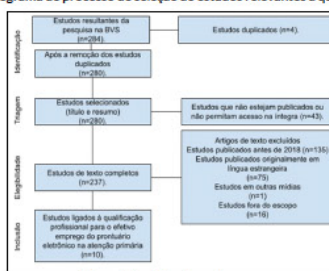 Estudos resultantes da
pesquisa na BVS
(n=284).
Estudos duplicados (n=4).
Identificação
Após a remoção dos estudos
duplicados
(n=280).
Triagem
Estudos selecionados
(título e resumo)
(n=280).
Estudos que não estejam publicados ou
não permitam acesso na íntegra (n=43).
Elegibilidade
Estudos de texto completos
(n=237).
Artigos de texto excluídos
Estudos publicados antes de 2018 (n=135)
Estudos publicados originalmente em
língua estrangeira
(n=75)
Estudos em outras mídias
(n=1)
Estudos fora do escopo
(n=16)
Inclusão
Estudos ligados à qualificação
profissional para o efetivo
emprego do prontuário
eletrônico na atenção primária
(n=10).